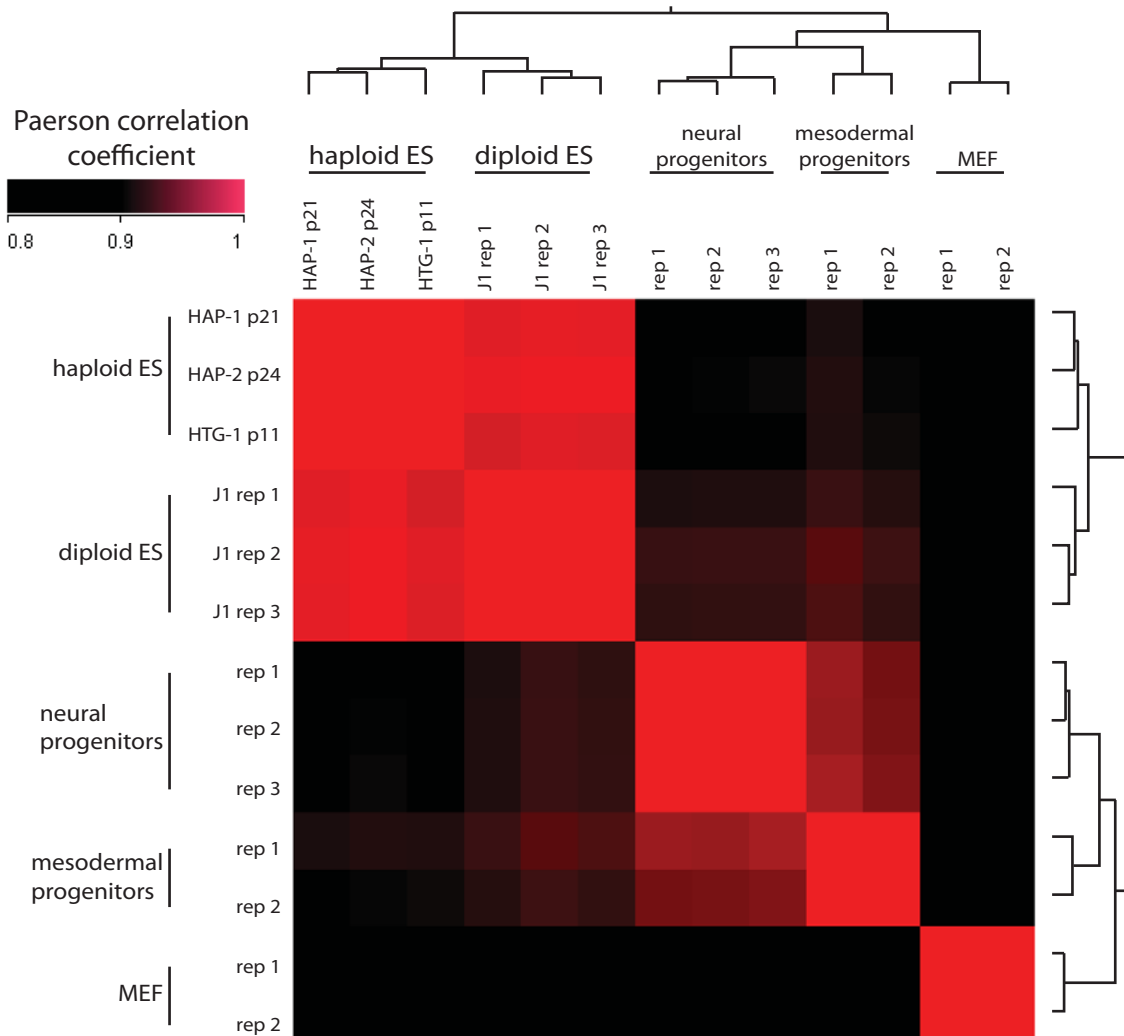 Paerson correlation
coefficient
0.8 0.9 1
haploid ES
diploid ES
neural
progenitors
mesodermal
progenitors
MEF
HAP-1 p21
HAP-2 p24
HTG-1 p11
J1 rep 1
J1 rep 2
J1 rep 3
rep 1
rep 2
rep 3
rep 1
rep 2
rep 1
rep 2
haploid ES
HAP-1 p21
HAP-2 p24
HTG-1 p11
diploid ES
J1 rep 1
J1 rep 2
J1 rep 3
neural
progenitors
rep 1
rep 2
rep 3
mesodermal
progenitors
rep 1
rep 2
MEF
rep 1
rep 2